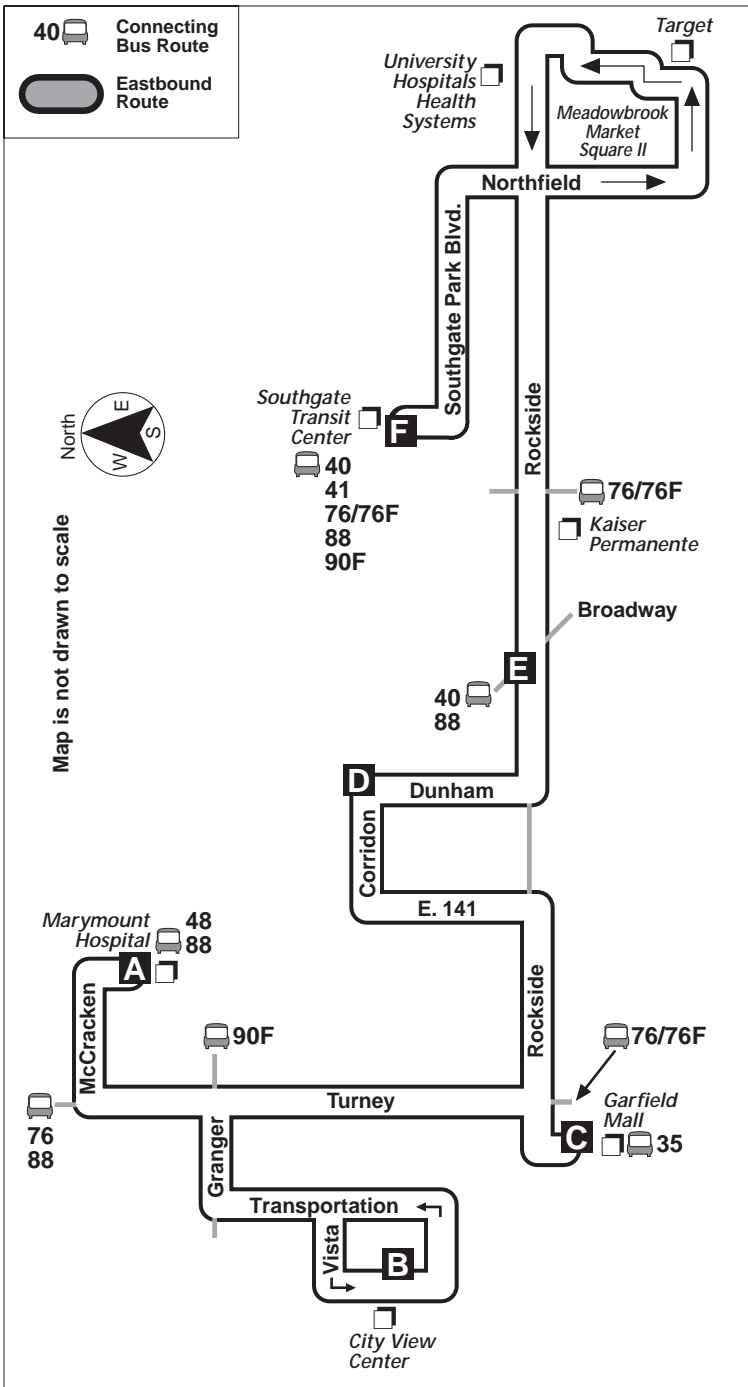 40
Connecting
Bus Route
Eastbound
Route
Target
University
Hospitals
Health
Systems
Meadowbrook
Market
Square II
Northfield
Southgate Park Blvd.
Rockside
Southgate
Transit
Center
F
40
41
76/76F
88
90F
North
E
S
W
76/76F
Kaiser
Permanente
Map is not drawn to scale
Broadway
E
40
88
D
Dunham
Corridon
E. 141
Marymount
Hospital
48
88
A
McCracken
90F
Rockside
76/76F
Turney
Garfield
Mall
C
35
76
88
Granger
Transportation
Vista
B
City View
Center